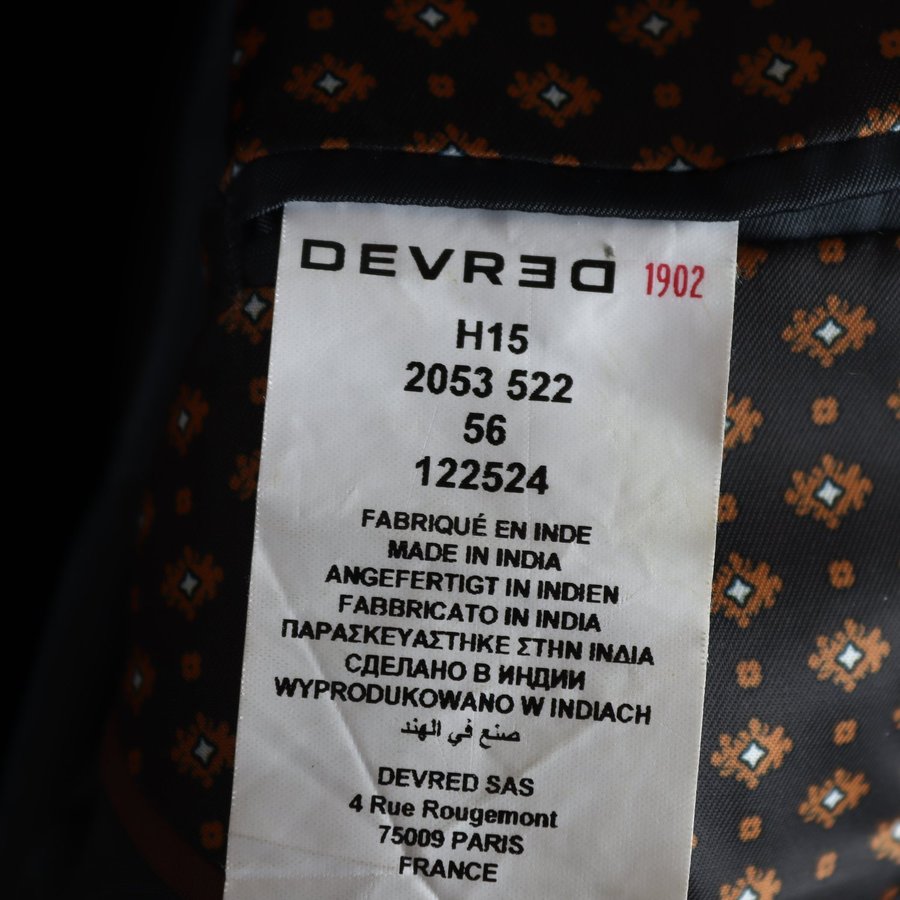 DEVRED 1902
H15
2053 522
56
122524
FABRIQUÉ EN INDE
MADE IN INDIA
ANGEFERTIGT IN INDIEN
FABBRICATO IN INDIA
ΠΑΡΑΣΚΕΥΑΣΤΗΚΕ ΣΤΗΝ ΙΝΔΙΑ
СДЕЛАНО В ИНДИИ
WYPRODUKOWANO W INDIACH
صنع في الهند
DEVRED SAS
4 Rue Rougemont
75009 PARIS
FRANCE